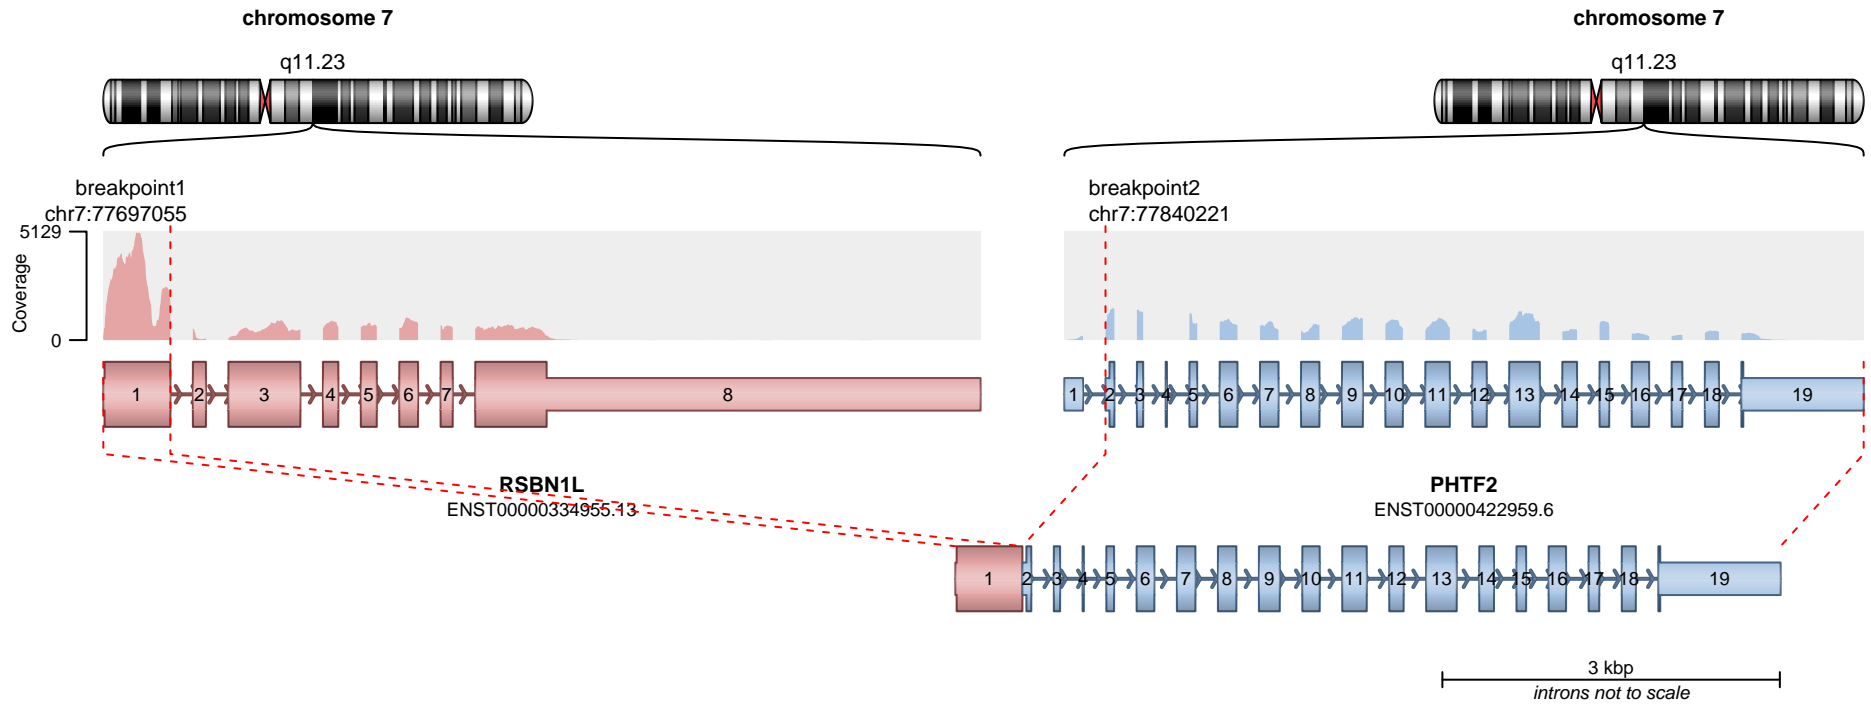 chromosome 7
chromosome 7
q11.23
q11.23
breakpoint1
chr7:77697055
breakpoint2
chr7:77840221
5129
Coverage
0
1 2 3 4 5 6 7 8
1 2 3 4 5 6 7 8 9 10 11 12 13 14 15 16 17 18 19
RSBN1L
ENST00000334955.13
PHTF2
ENST00000422959.6
1 2 3 4 5 6 7 8 9 10 11 12 13 14 15 16 17 18 19
3 kbp
introns not to scale